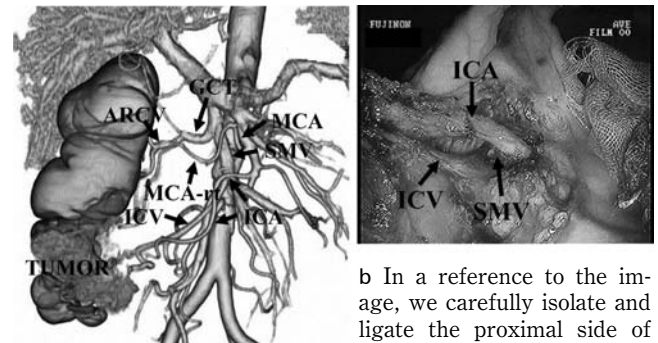 GCT
ARCV
MCA
SMV
MCA-rt
ICV
ICA
TUMOR
FUJINON
AVE
FILM 00
ICA
ICV
SMV
b In a reference to the im-
age, we carefully isolate and
ligate the proximal side of